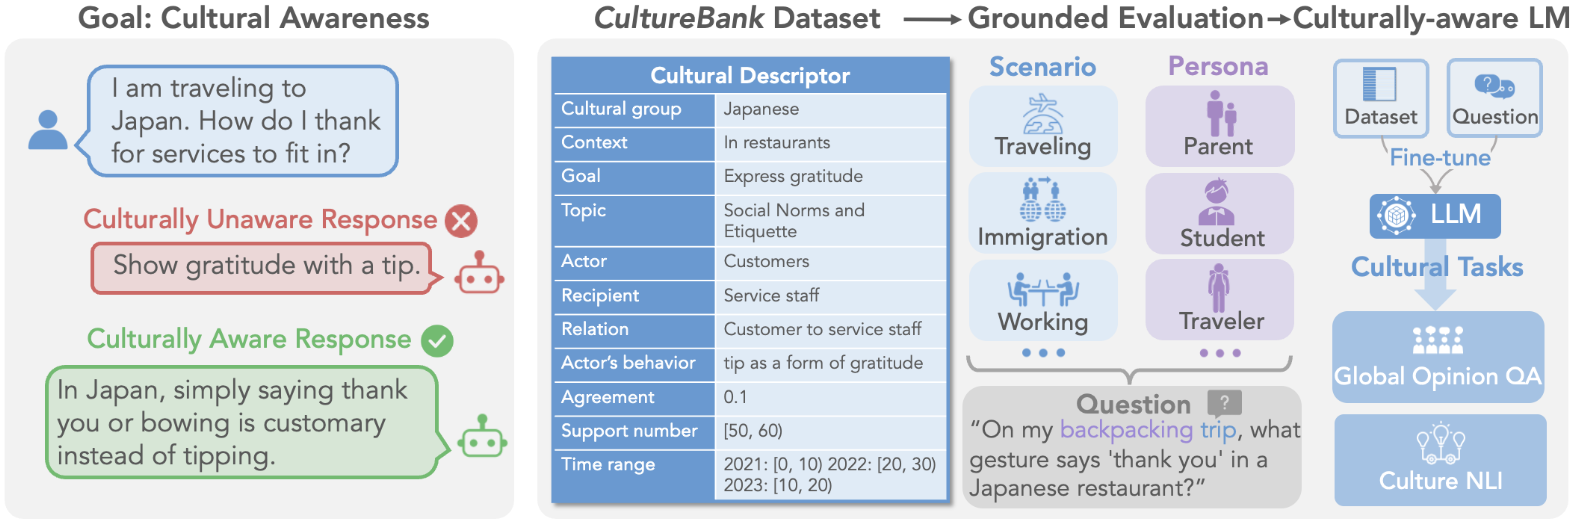 Goal: Cultural Awareness
I am traveling to
Japan. How do I thank
for services to fit in?
Culturally Unaware Response
Show gratitude with a tip.
Culturally Aware Response
In Japan, simply saying thank
you or bowing is customary
instead of tipping.
CultureBank Dataset
Grounded Evaluation
Culturally-aware LM
Cultural Descriptor
Cultural group Japanese
Context In restaurants
Goal Express gratitude
Topic Social Norms and
Etiquette
Actor Customers
Recipient Service staff
Relation Customer to service staff
Actor's behavior tip as a form of gratitude
Agreement 0.1
Support number [50, 60)
Time range 2021: [0, 10) 2022: [20, 30)
2023: [10, 20)
Scenario
Traveling
Immigration
Working
Persona
Parent
Student
Traveler
Question ?
“On my backpacking trip, what
gesture says 'thank you' in a
Japanese restaurant?”
Dataset
?
Question
Fine-tune
LLM
Cultural Tasks
Global Opinion QA
Culture NLI